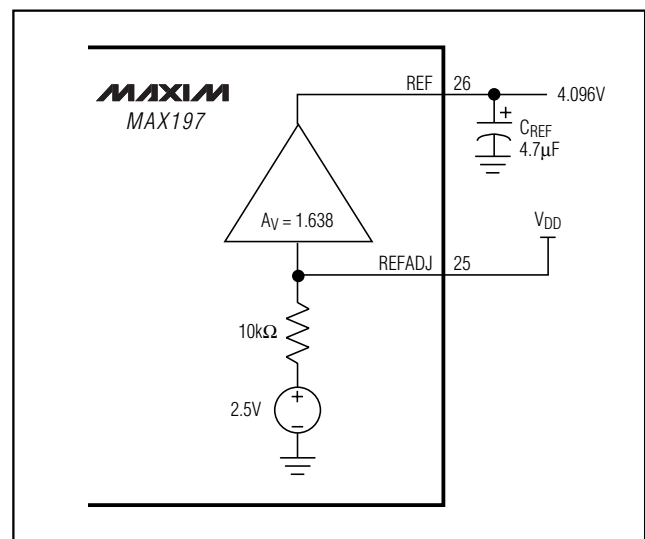 MAXIM
MAX197
REF 26
4.096V
+
CREF
4.7µF
AV = 1.638
VDD
REFADJ 25
10kΩ
2.5V
+
−